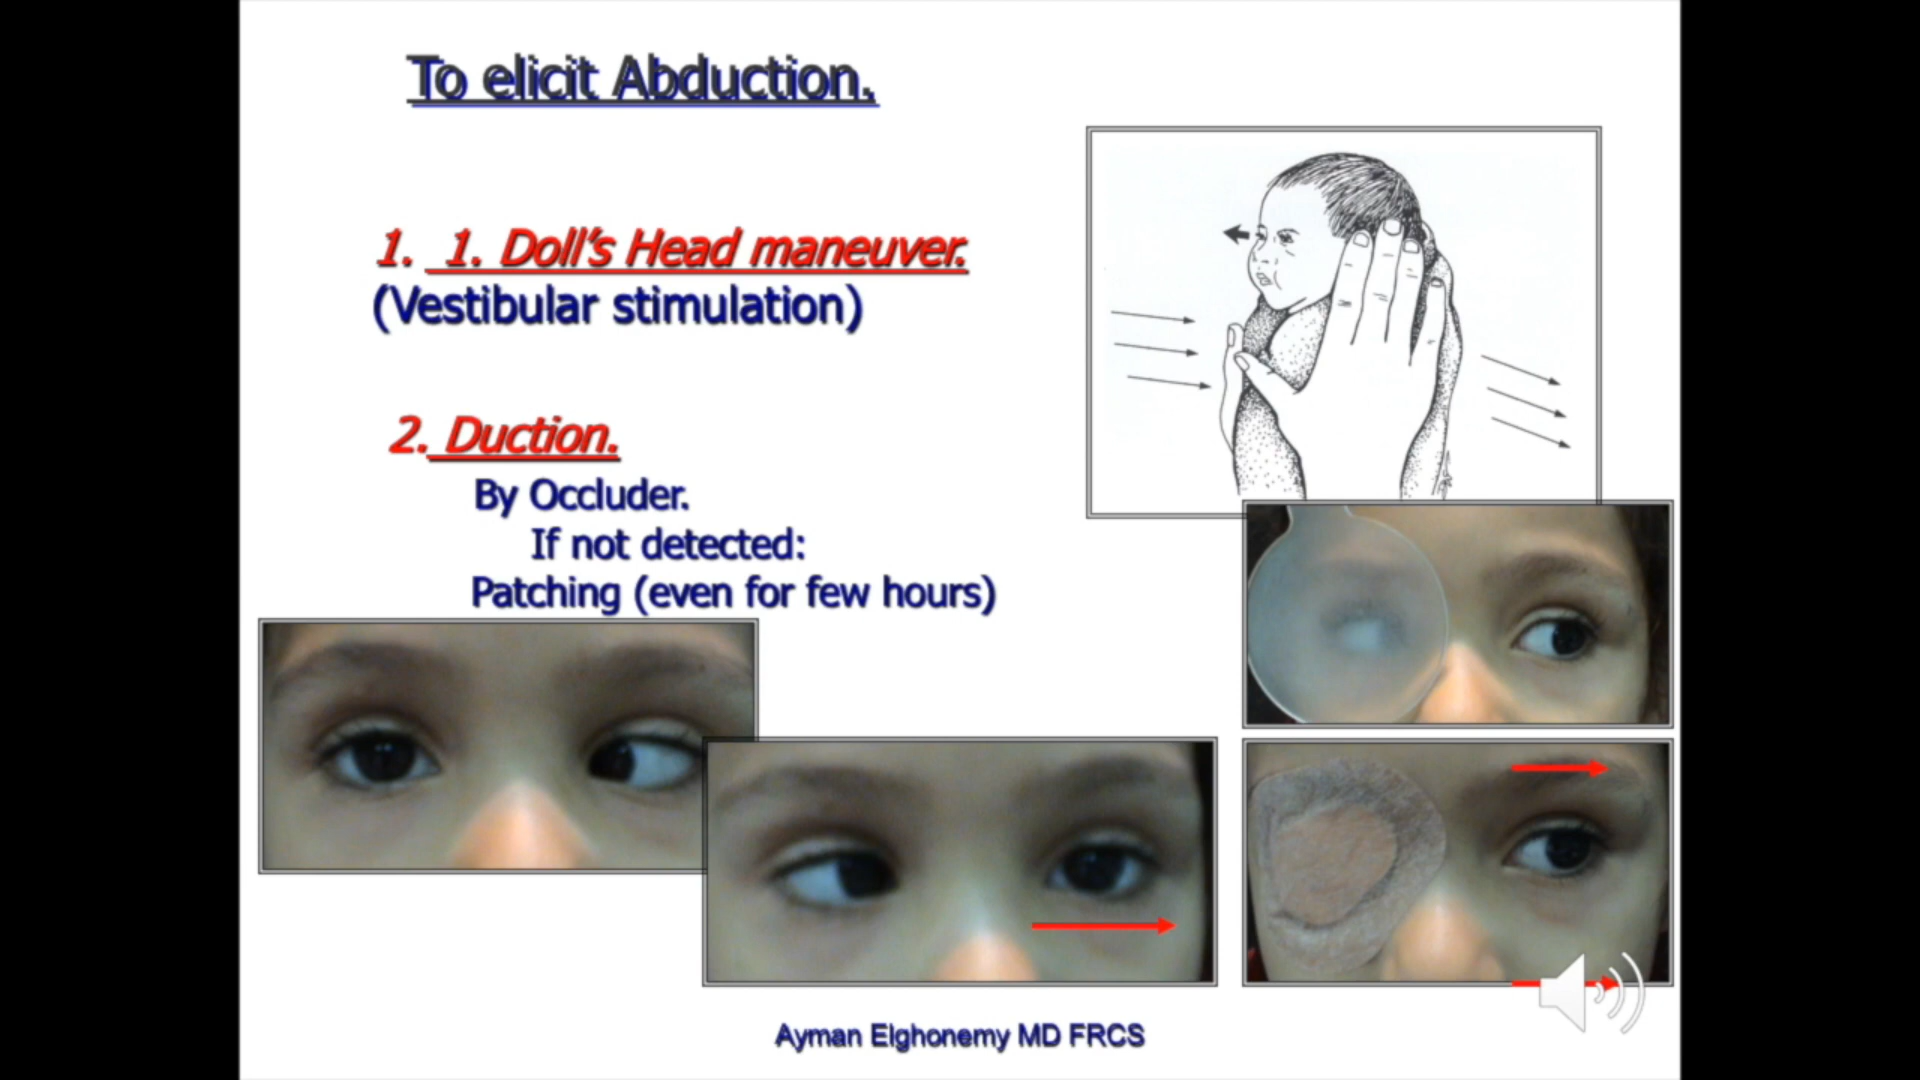 To elicit Abduction.
1. 1. Doll's Head maneuver.
(Vestibular stimulation)
2. Duction.
By Occluder.
If not detected:
Patching (even for few hours)
Ayman Elghonemy MD FRCS